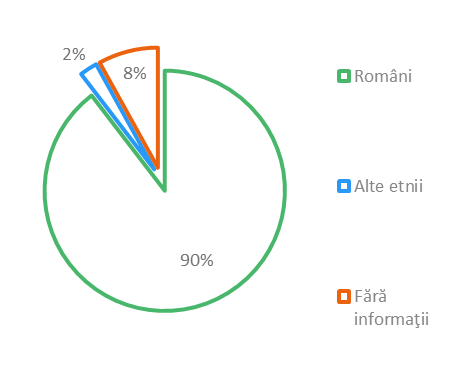 2%
8%
90%
Români
Alte etnii
Fără
informaţii